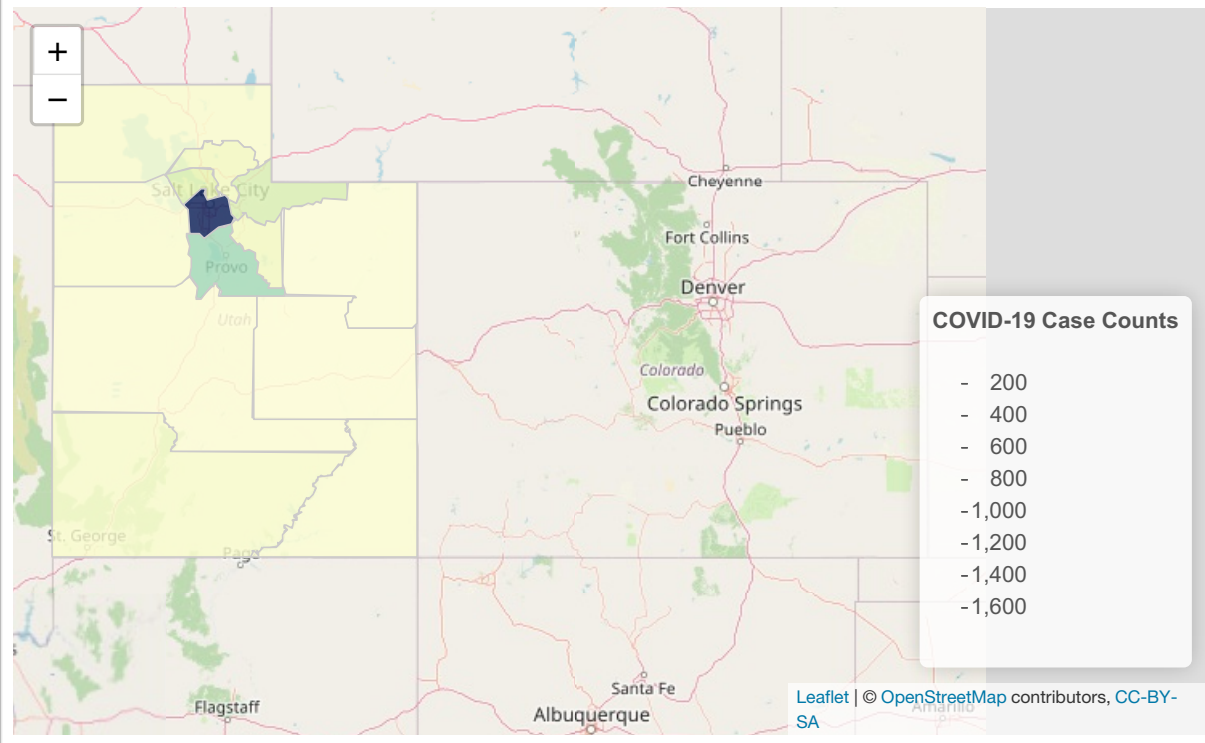 +
−
Salt Lake City
Cheyenne
Fort Collins
Provo
Denver
Utah
COVID-19 Case Counts
Colorado
- 200
Colorado Springs
- 400
Pueblo
- 600
- 800
-1,000
St. George
-1,200
Page
-1,400
-1,600
Santa Fe
Flagstaff
Albuquerque
Leaflet | © OpenStreetMap contributors, CC-BY-
SA
Amarillo